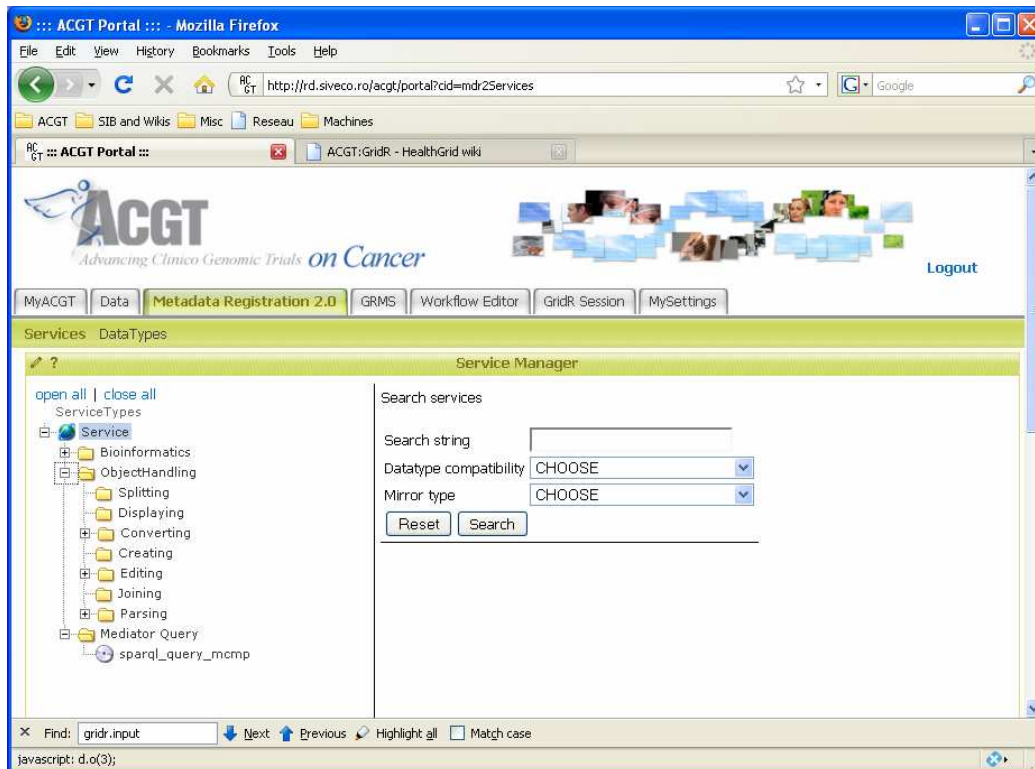 ::: ACGT Portal ::: - Mozilla Firefox
File Edit View History Bookmarks Tools Help
AC GT http://rd.siveco.ro/acgt/portal?cid=mdr2Services G Google
ACGT SIB and Wikis Misc Reseau Machines
AC GT ::: ACGT Portal ::: ACGT:GridR - HealthGrid wiki
ACGT
Advancing Clinico Genomic Trials on Cancer
Logout
MyACGT Data Metadata Registration 2.0 GRMS Workflow Editor GridR Session MySettings
Services DataTypes
? Service Manager
open all | close all
ServiceTypes
Service
Bioinformatics
ObjectHandling
Splitting
Displaying
Converting
Creating
Editing
Joining
Parsing
Mediator Query
sparql_query_mcmp
Search services
Search string
Datatype compatibility CHOOSE
Mirror type CHOOSE
Reset Search
Find: gridr.input Next Previous Highlight all Match case
javascript: d.o(3);